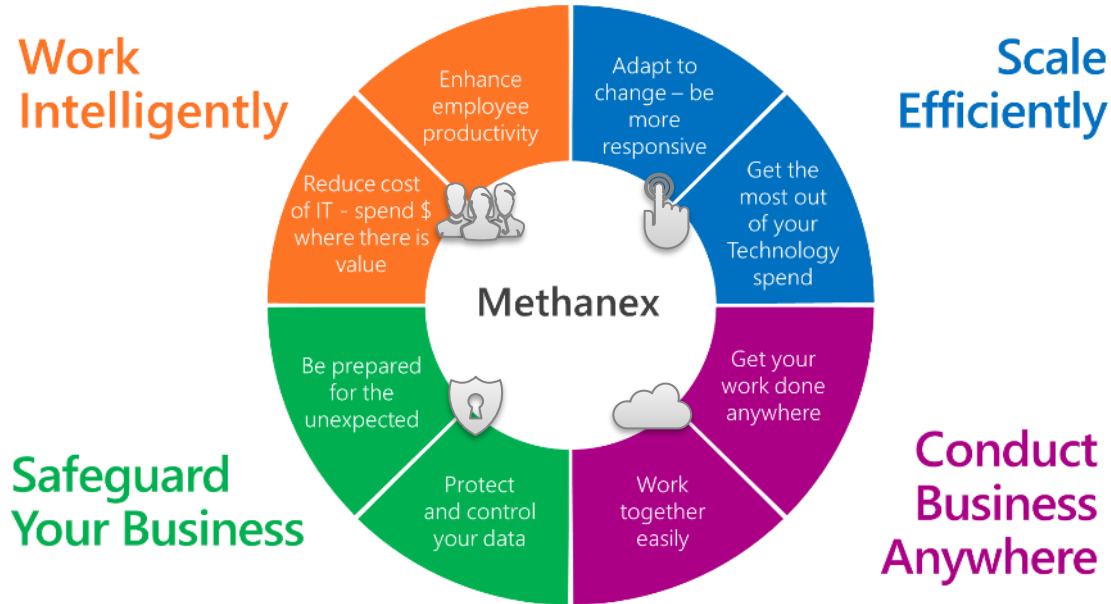 Work
Intelligently
Scale
Efficiently
Enhance
employee
productivity
Adapt to
change – be
more
responsive
Reduce cost
of IT - spend $
where there is
value
Get the
most out
of your
Technology
spend
Methanex
Be prepared
for the
unexpected
Get your
work done
anywhere
Protect
and control
your data
Work
together
easily
Safeguard
Your Business
Conduct
Business
Anywhere